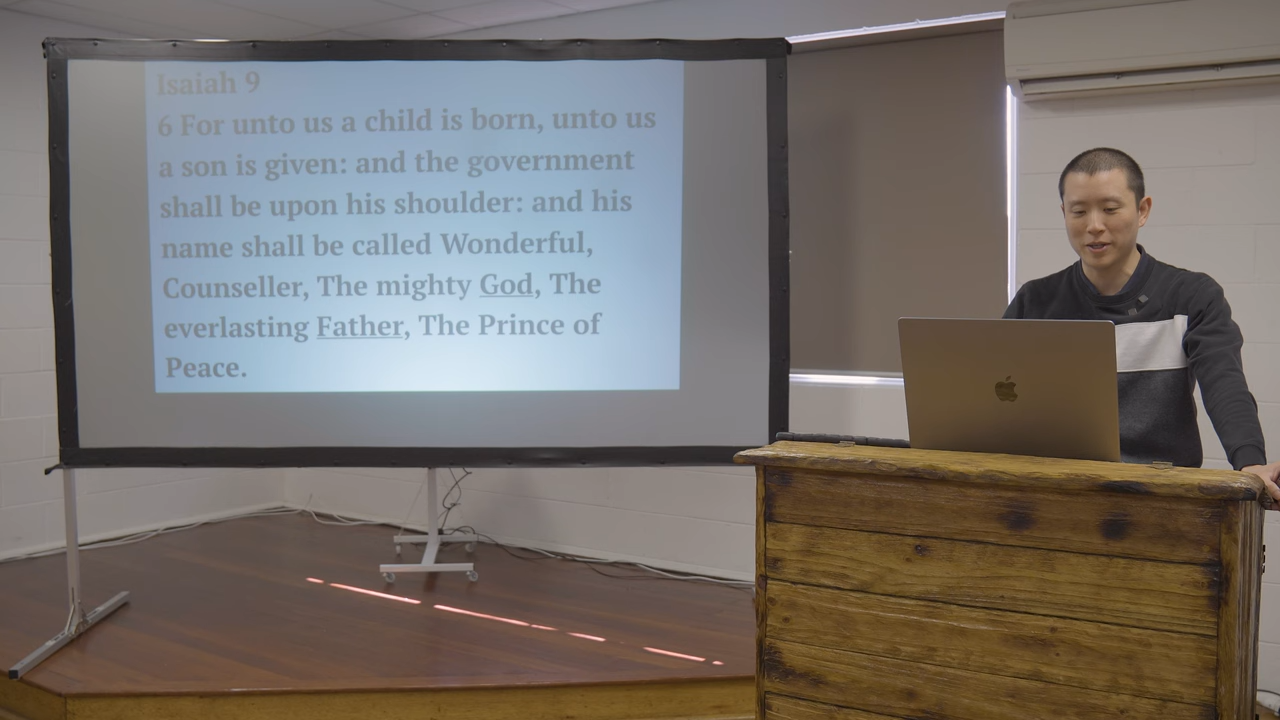 Isaiah 9
6 For unto us a child is born, unto us
a son is given: and the government
shall be upon his shoulder: and his
name shall be called Wonderful,
Counseller, The mighty God, The
everlasting Father, The Prince of
Peace.